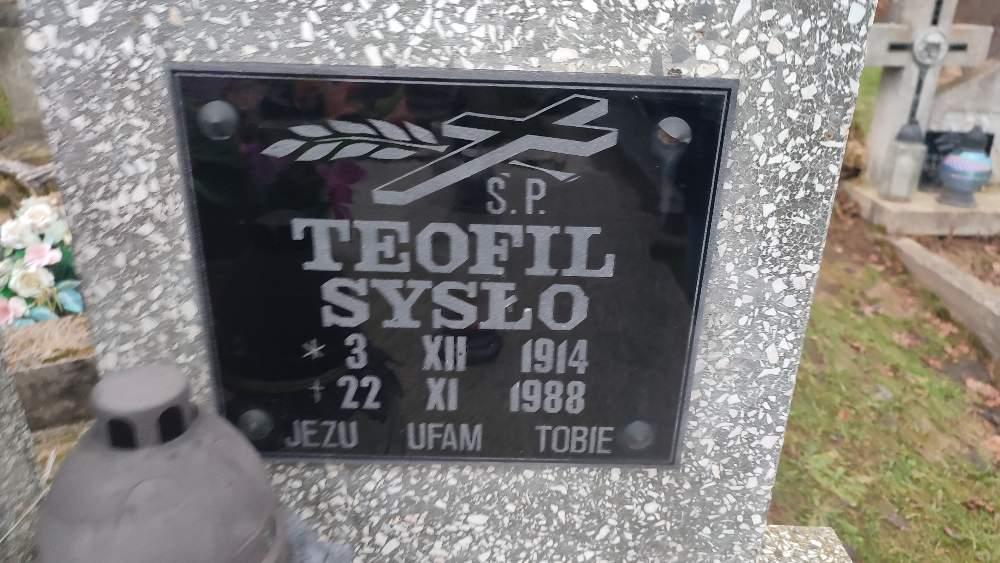 Ś.P.
TEOFIL
SYSŁO
* 3 XII 1914
† 22 XI 1988
JEZU UFAM TOBIE